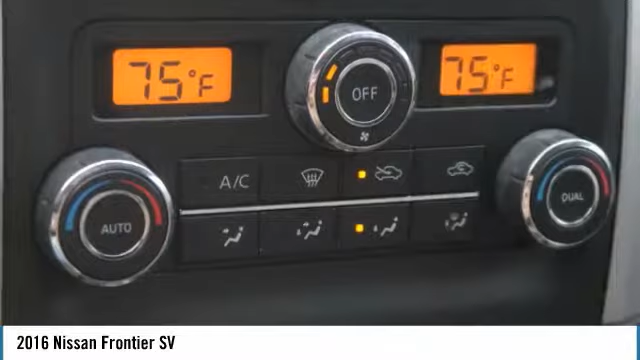 75°F
75°F
OFF
A/C
AUTO
DUAL
2016 Nissan Frontier SV